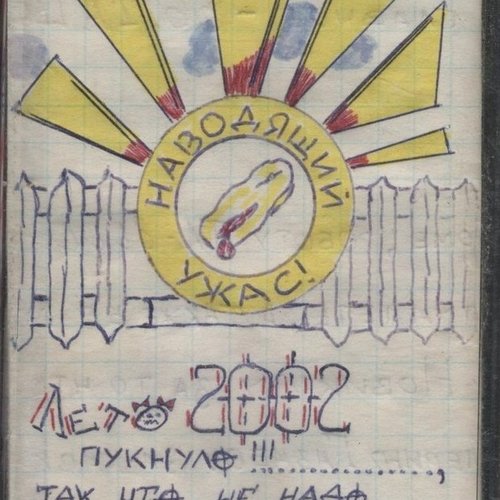 НАВОДЯЩИЙ
УЖАС!
Лето 2002
ПУКНУЛО !!!
ТАК ЧТО НЕ НАДО